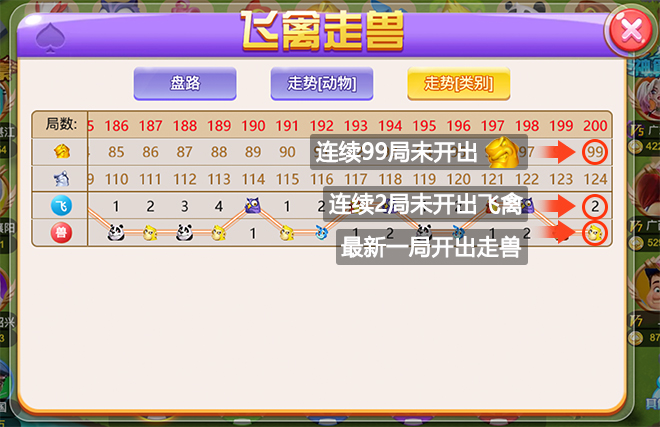 飞禽走兽
盘路 走势[动物] 走势[类别]
局数: 5 186 187 188 189 190 191 192 193 194 195 196 197 198 199 200
85 86 87 88 89 90 99
连续99局未开出
110 111 112 113 114 115 116 117 118 119 120 121 122 123 124
飞 1 2 3 4 1 2 2
连续2局未开出飞禽
兽 1 1 2 1 2
最新一局开出走兽